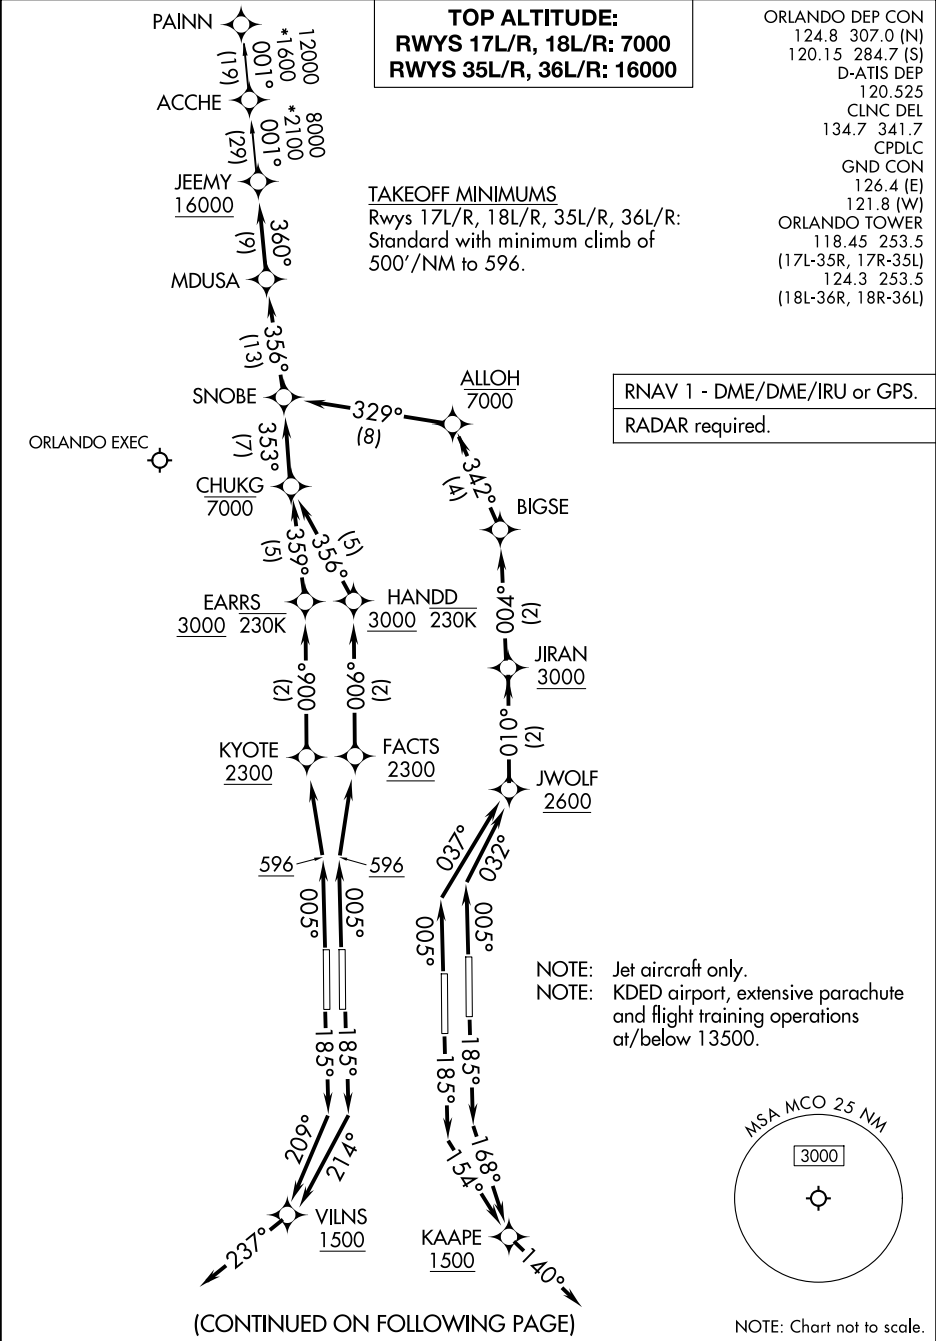 TOP ALTITUDE:
RWYS 17L/R, 18L/R: 7000
RWYS 35L/R, 36L/R: 16000
ORLANDO DEP CON
124.8 307.0 (N)
120.15 284.7 (S)
D-ATIS DEP
120.525
CLNC DEL
134.7 341.7
CPDLC
GND CON
126.4 (E)
121.8 (W)
ORLANDO TOWER
118.45 253.5
(17L-35R, 17R-35L)
124.3 253.5
(18L-36R, 18R-36L)
PAINN
12000
*1600
001°
(19)
ACCHE
8000
*2100
001°
(29)
JEEMY
16000
TAKEOFF MINIMUMS
Rwys 17L/R, 18L/R, 35L/R, 36L/R:
Standard with minimum climb of
500'/NM to 596.
360°
(9)
MDUSA
356°
(13)
SNOBE
ALLOH
7000
329°
(8)
RNAV 1 - DME/DME/IRU or GPS.
RADAR required.
ORLANDO EXEC
353°
(7)
CHUKG
7000
342°
(4)
BIGSE
359°
(5)
356°
(5)
EARRS
3000 230K
HANDD
3000 230K
004°
(2)
JIRAN
3000
006°
(2)
006°
(2)
010°
(2)
KYOTE
2300
FACTS
2300
JWOLF
2600
596
596
037°
032°
005°
005°
005°
005°
NOTE: Jet aircraft only.
NOTE: KDED airport, extensive parachute
and flight training operations
at/below 13500.
185°
185°
185°
185°
209°
214°
154°
168°
VILNS
1500
237°
KAAPE
1500
140°
MSA MCO 25 NM
3000
(CONTINUED ON FOLLOWING PAGE)
NOTE: Chart not to scale.